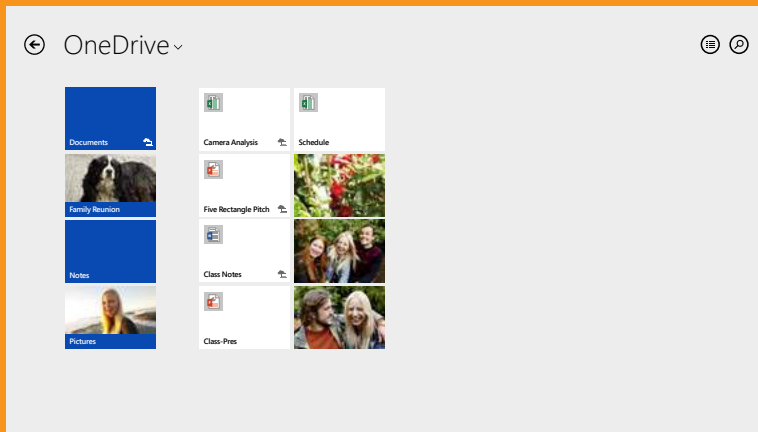 OneDrive
Documents
Family Reunion
Notes
Pictures
Camera Analysis
Schedule
Five Rectangle Pitch
Class Notes
Class-Pres